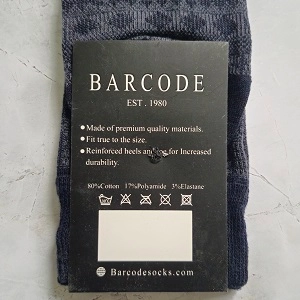 BARCODE
EST . 1980
Made of premium quality materials.
Fit true to the size.
Reinforced heels and toe for Increased
durability.
80%Cotton 17%Polyamide 3%Elastane
Barcodesocks.com